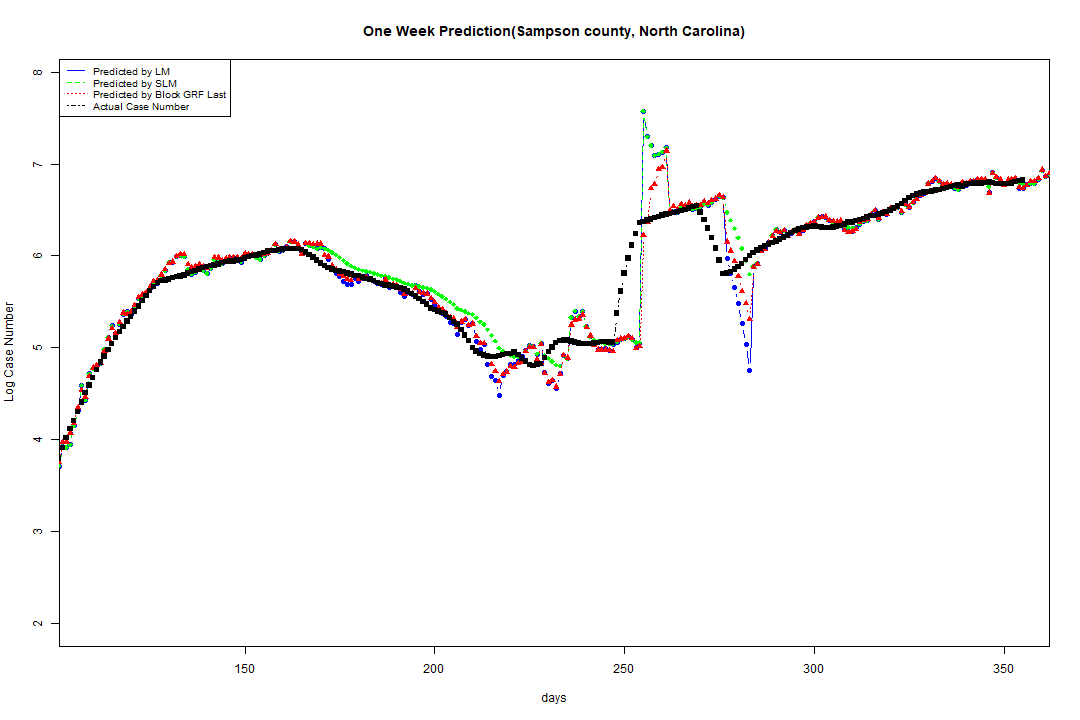 One Week Prediction(Sampson county, North Carolina)
Predicted by LM
Predicted by SLM
Predicted by Block GRF Last
Actual Case Number
8
7
6
5
4
3
2
Log Case Number
150
200
250
300
350
days